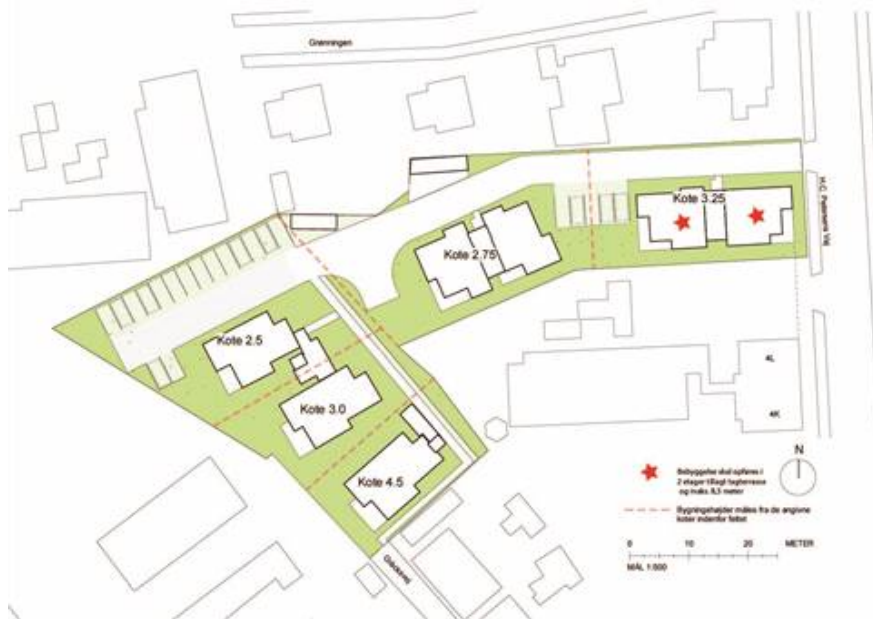 Grønningen
H.C. Petersens Vej
Kote 3.25
Kote 2.75
Kote 2.5
Kote 3.0
Kote 4.5
4L
4K
N
Bebyggelse skal opføres i
2 etager tillagt tagterrasse
og maks. 8,5 meter
Bygningshøjder måles fra de angivne
koter indenfor feltet
0 10 20 METER
MÅL 1:500